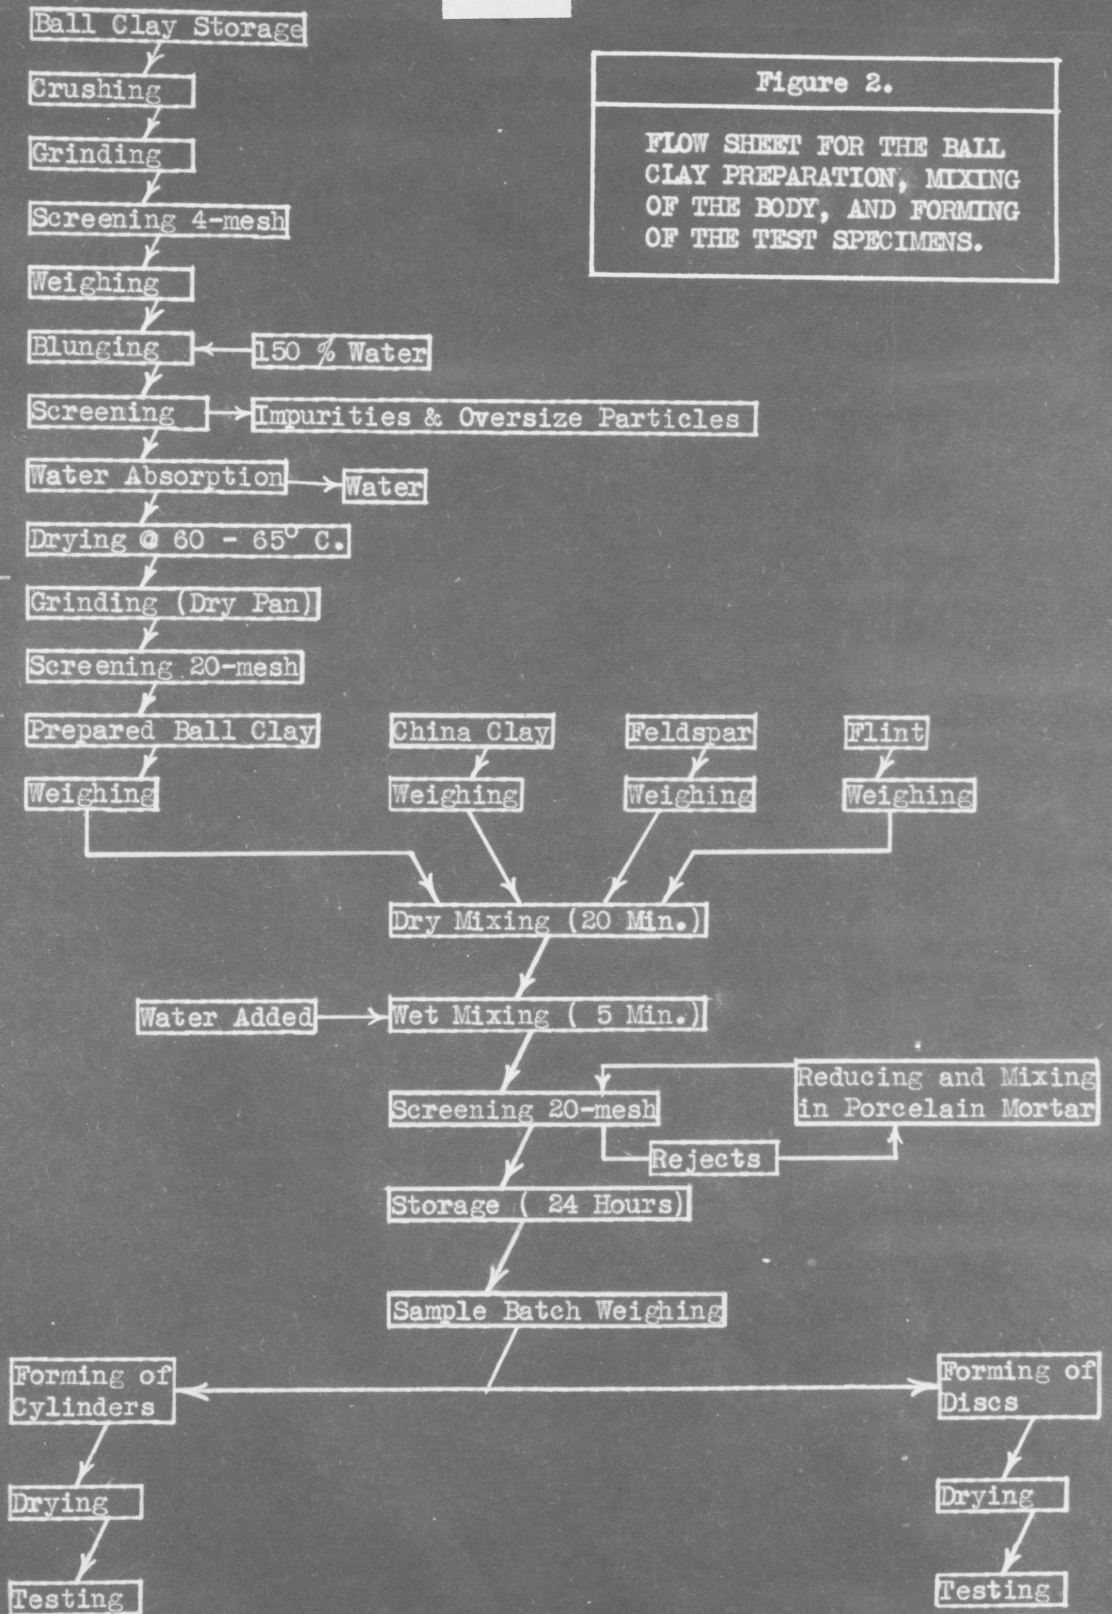 Ball Clay Storage
Figure 2.
FLOW SHEET FOR THE BALL
CLAY PREPARATION, MIXING
OF THE BODY, AND FORMING
OF THE TEST SPECIMENS.
Crushing
Grinding
Screening 4-mesh
Weighing
Blunging
150 % Water
Screening
Impurities & Oversize Particles
Water Absorption
Water
Drying @ 60 - 65° C.
Grinding (Dry Pan)
Screening 20-mesh
Prepared Ball Clay
China Clay
Feldspar
Flint
Weighing
Weighing
Weighing
Weighing
Dry Mixing (20 Min.)
Water Added
Wet Mixing ( 5 Min.)
Screening 20-mesh
Reducing and Mixing
in Porcelain Mortar
Rejects
Storage ( 24 Hours)
Sample Batch Weighing
Forming of
Cylinders
Forming of
Discs
Drying
Drying
Testing
Testing